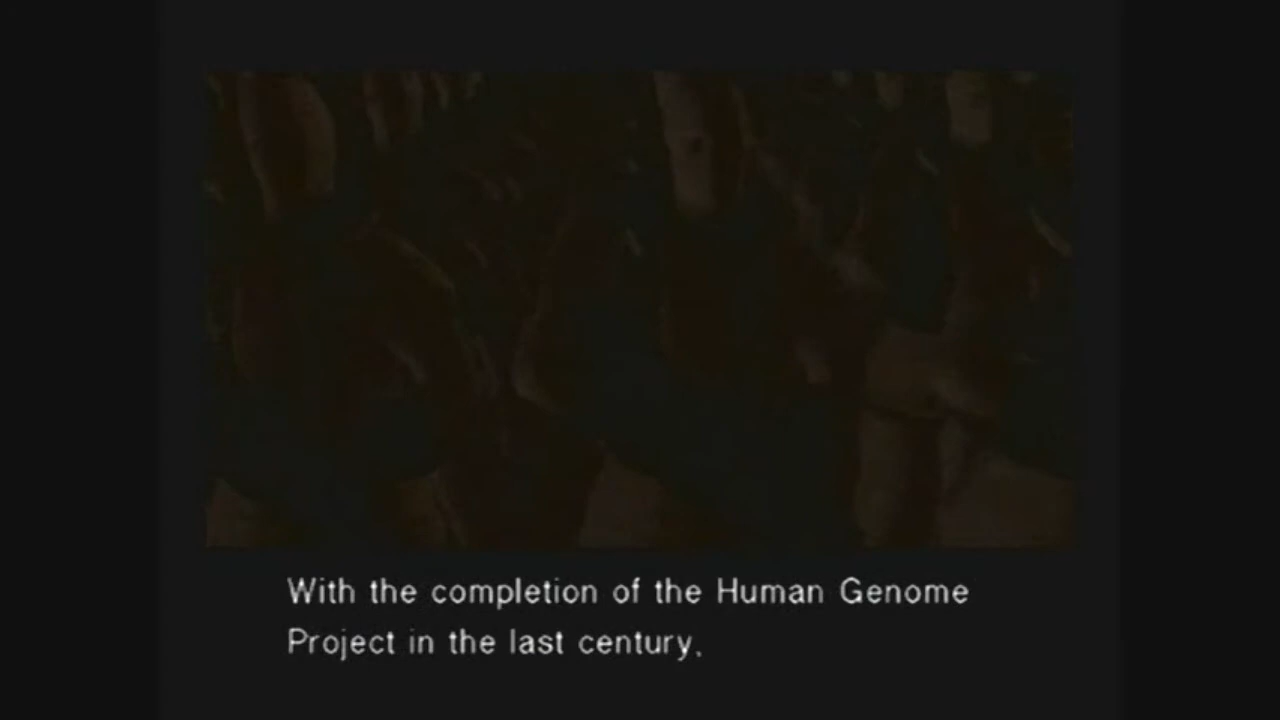 With the completion of the Human Genome
Project in the last century,